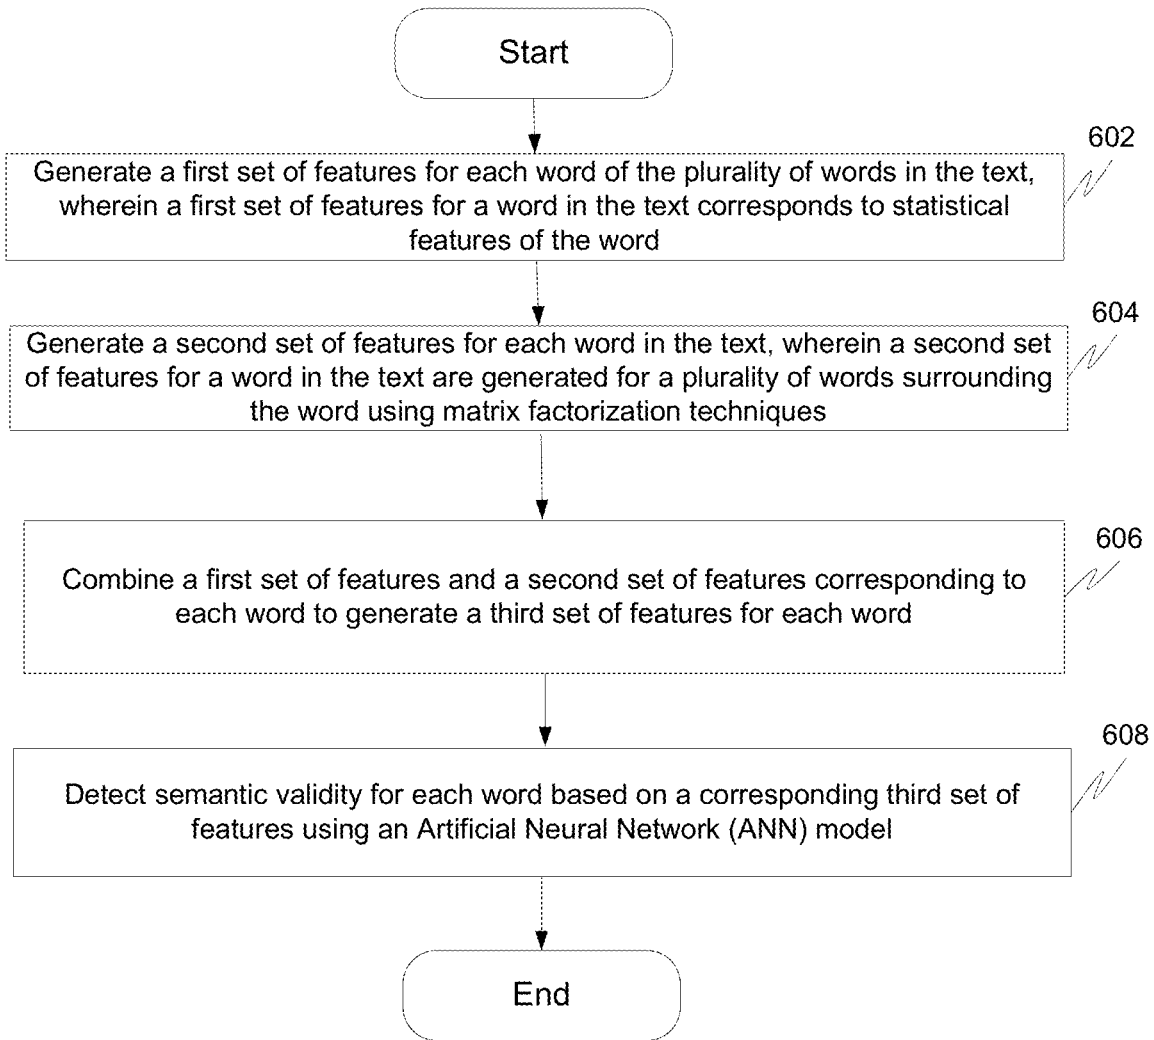 Start
602
Generate a first set of features for each word of the plurality of words in the text,
wherein a first set of features for a word in the text corresponds to statistical
features of the word
604
Generate a second set of features for each word in the text, wherein a second set
of features for a word in the text are generated for a plurality of words surrounding
the word using matrix factorization techniques
606
Combine a first set of features and a second set of features corresponding to
each word to generate a third set of features for each word
608
Detect semantic validity for each word based on a corresponding third set of
features using an Artificial Neural Network (ANN) model
End